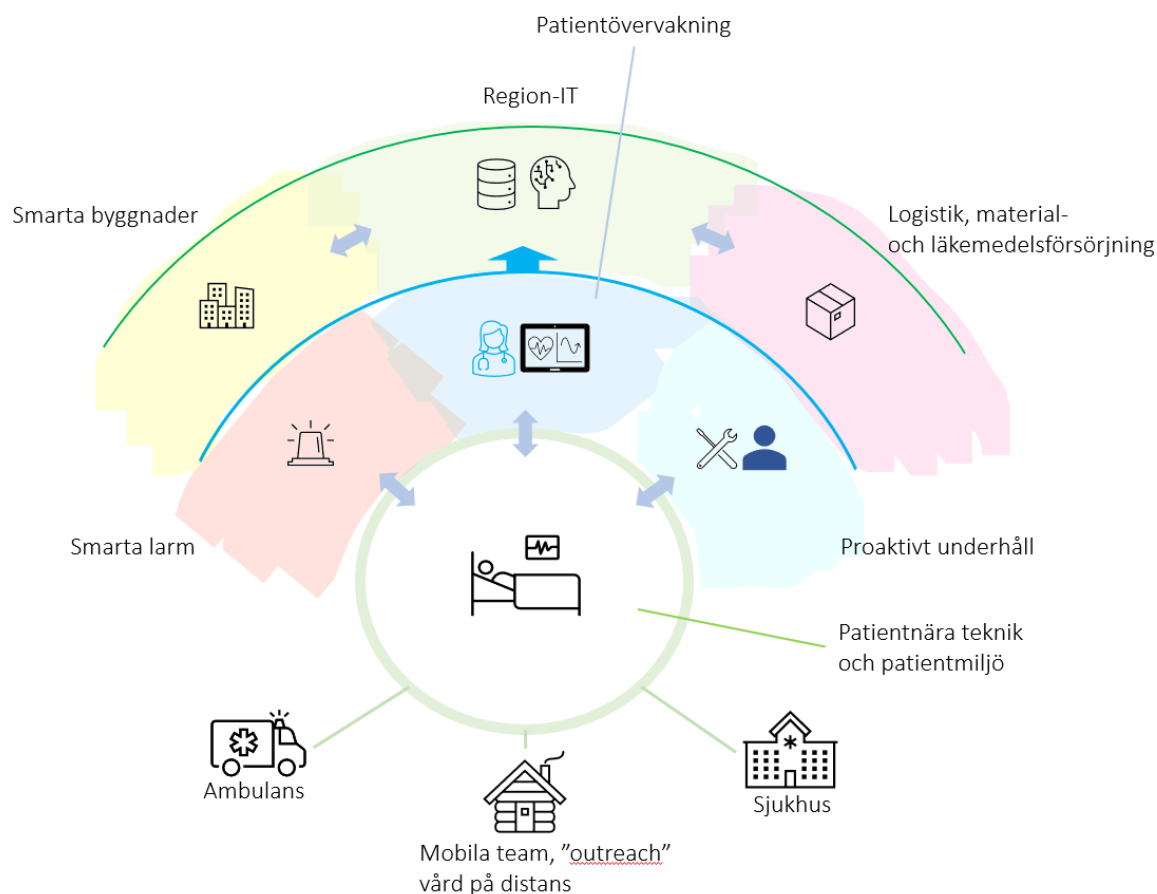 Patientövervakning
Region-IT
Smarta byggnader
Logistik, material-
och läkemedelsförsörjning
Smarta larm
Proaktivt underhåll
Patientnära teknik
och patientmiljö
Ambulans
Sjukhus
Mobila team, ”outreach”
vård på distans